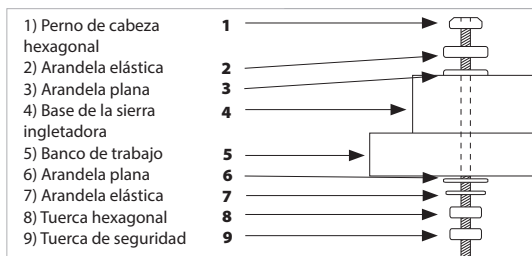 1) Perno de cabeza
hexagonal
2) Arandela elástica
3) Arandela plana
4) Base de la sierra
ingletadora
5) Banco de trabajo
6) Arandela plana
7) Arandela elástica
8) Tuerca hexagonal
9) Tuerca de seguridad
1
2
3
4
5
6
7
8
9